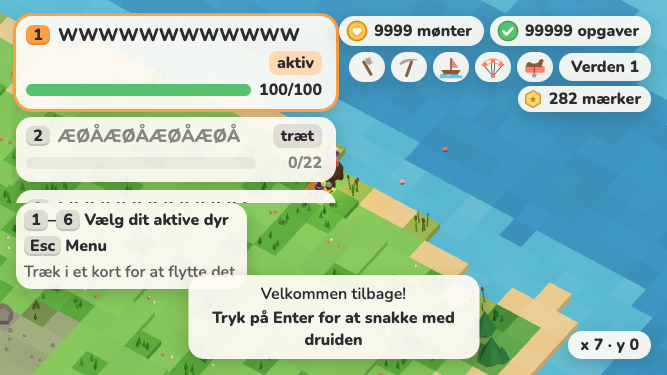 1 WWWWWWWWWWWW
aktiv
100/100
2 ÆØÅÆØÅÆØÅÆØÅ træt
0/22
9999 mønter
99999 opgaver
Verden 1
282 mærker
1–6 Vælg dit aktive dyr
Esc Menu
Træk i et kort for at flytte det
Velkommen tilbage!
Tryk på Enter for at snakke med
druiden
x 7 · y 0